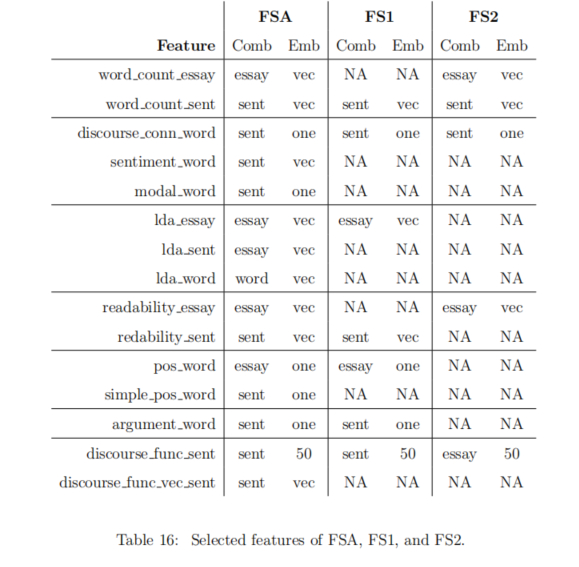 FSA FS1 FS2
Feature Comb Emb Comb Emb Comb Emb
word_count_essay essay vec NA NA essay vec
word_count_sent sent vec sent vec sent vec
discourse_conn_word sent one sent one sent one
sentiment_word sent vec NA NA NA NA
modal_word sent one NA NA NA NA
lda_essay essay vec essay vec NA NA
lda_sent essay vec NA NA NA NA
lda_word word vec NA NA NA NA
readability_essay essay vec NA NA essay vec
redability_sent sent vec sent vec NA NA
pos_word essay one essay one NA NA
simple_pos_word sent one NA NA NA NA
argument_word sent one sent one NA NA
discourse_func_sent sent 50 sent 50 essay 50
discourse_func_vec_sent sent vec NA NA NA NA
Table 16: Selected features of FSA, FS1, and FS2.